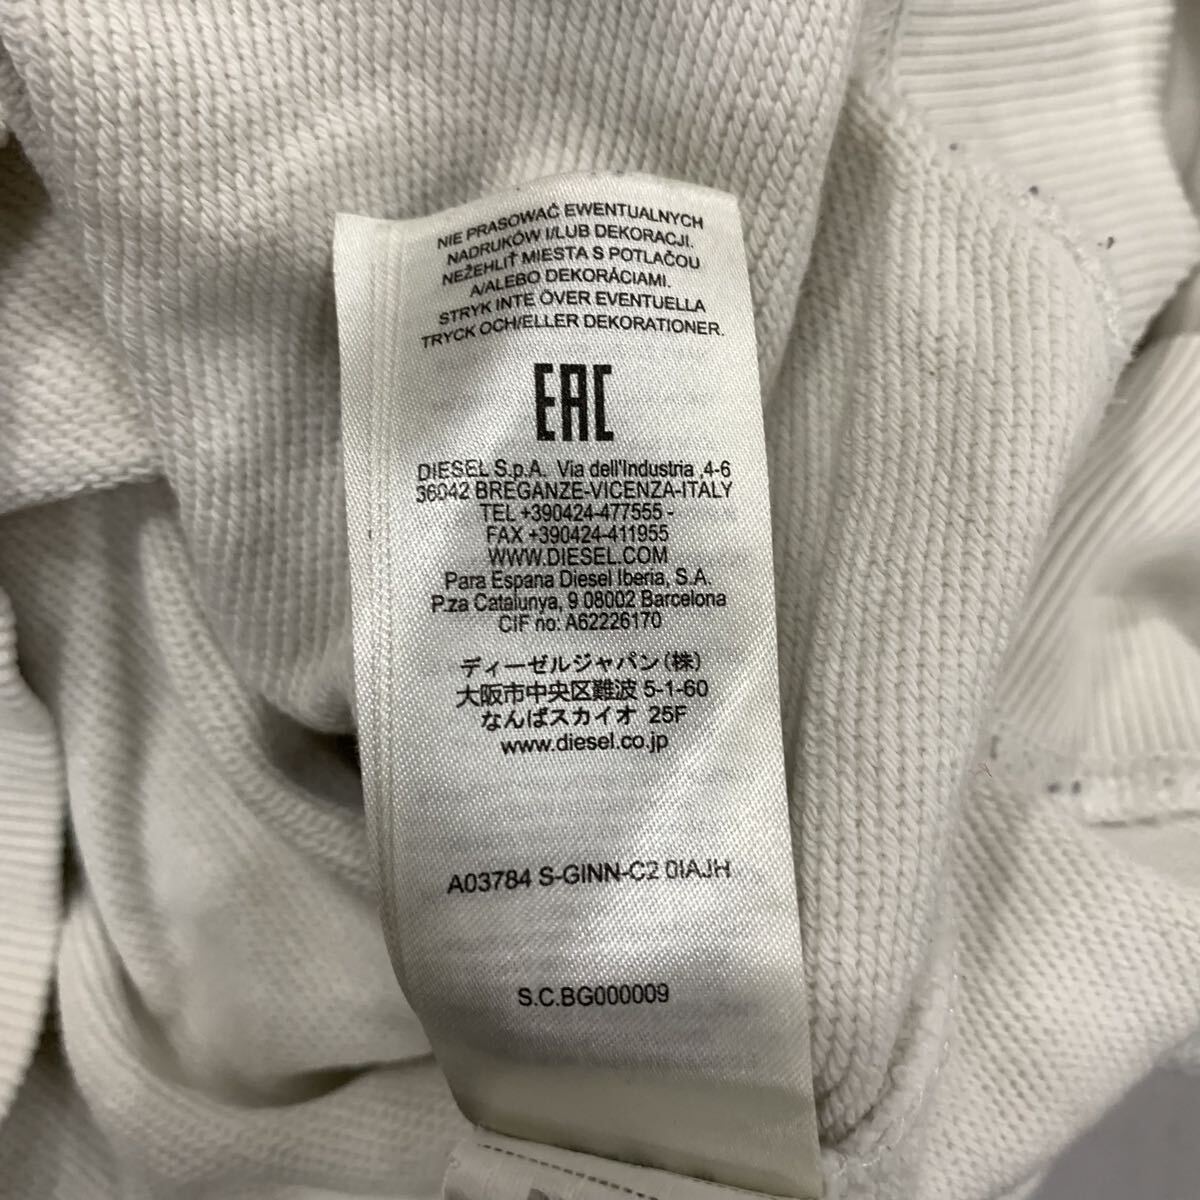 NIE PRASOWAĆ EWENTUALNYCH
NADRUKÓW I/LUB DEKORACJI.
NEŽEHLIŤ MIESTA S POTLAČOU
A/ALEBO DEKORÁCIAMI.
STRYK INTE ÖVER EVENTUELLA
TRYCK OCH/ELLER DEKORATIONER.
EAC
DIESEL S.p.A. Via dell'Industria ,4-6
36042 BREGANZE-VICENZA-ITALY
TEL +390424-477555 -
FAX +390424-411955
WWW.DIESEL.COM
Para Espana Diesel Iberia, S.A.
P.za Catalunya, 9 08002 Barcelona
CIF no: A62226170
ディーゼルジャパン(株)
大阪市中央区難波 5-1-60
なんばスカイオ 25F
www.diesel.co.jp
A03784 S-GINN-C2 0IAJH
S.C.BG000009